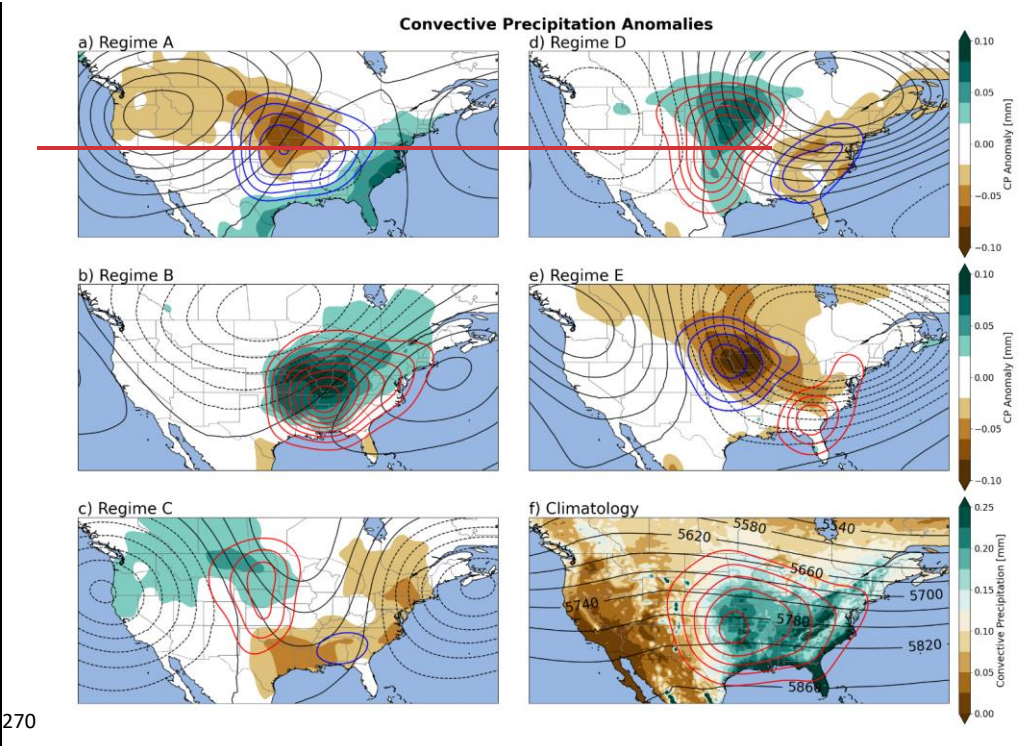 Convective Precipitation Anomalies
a) Regime A
d) Regime D
0.10
0.05
0.00
−0.05
−0.10
CP Anomaly [mm]
b) Regime B
e) Regime E
0.10
0.05
0.00
−0.05
−0.10
CP Anomaly [mm]
c) Regime C
f) Climatology
5580
5540
5620
5660
5740
5700
5780
5820
5860
0.25
0.20
0.15
0.10
0.05
0.00
Convective Precipitation [mm]
270